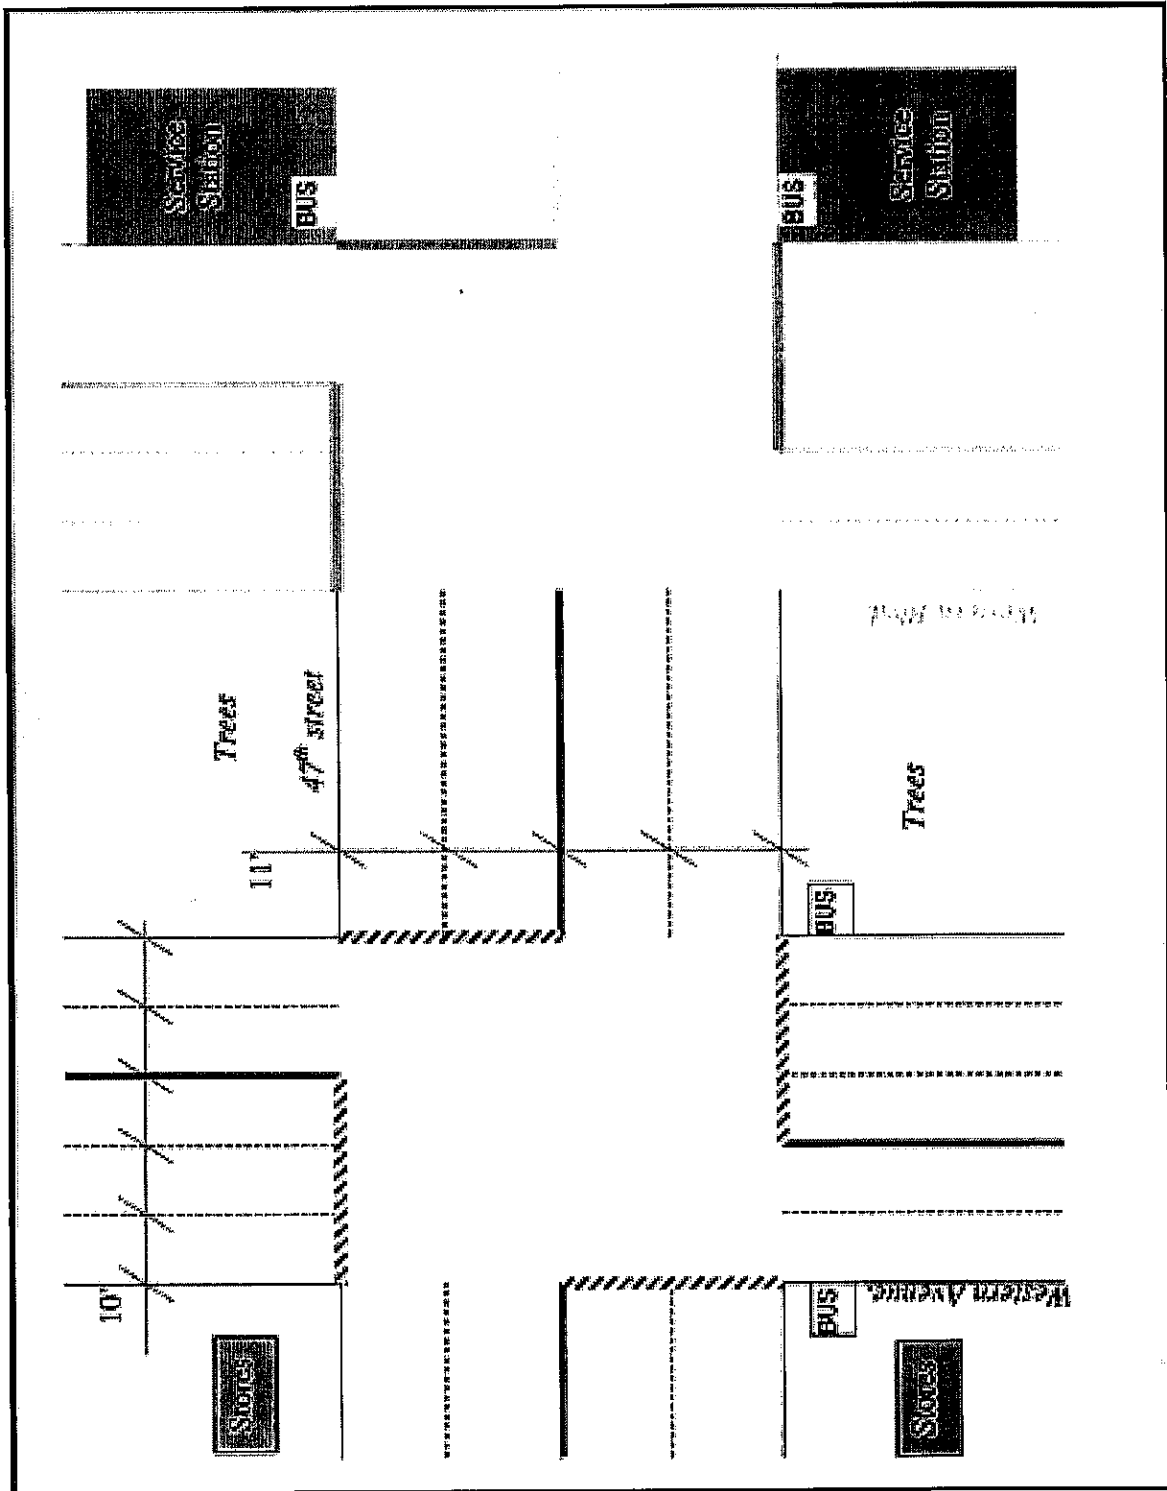 Service
Station
BUS
Service
Station
BUS
Trees
47th street
11'
Trees
BUS
10'
Stores
BUS
Western Avenue
Stores